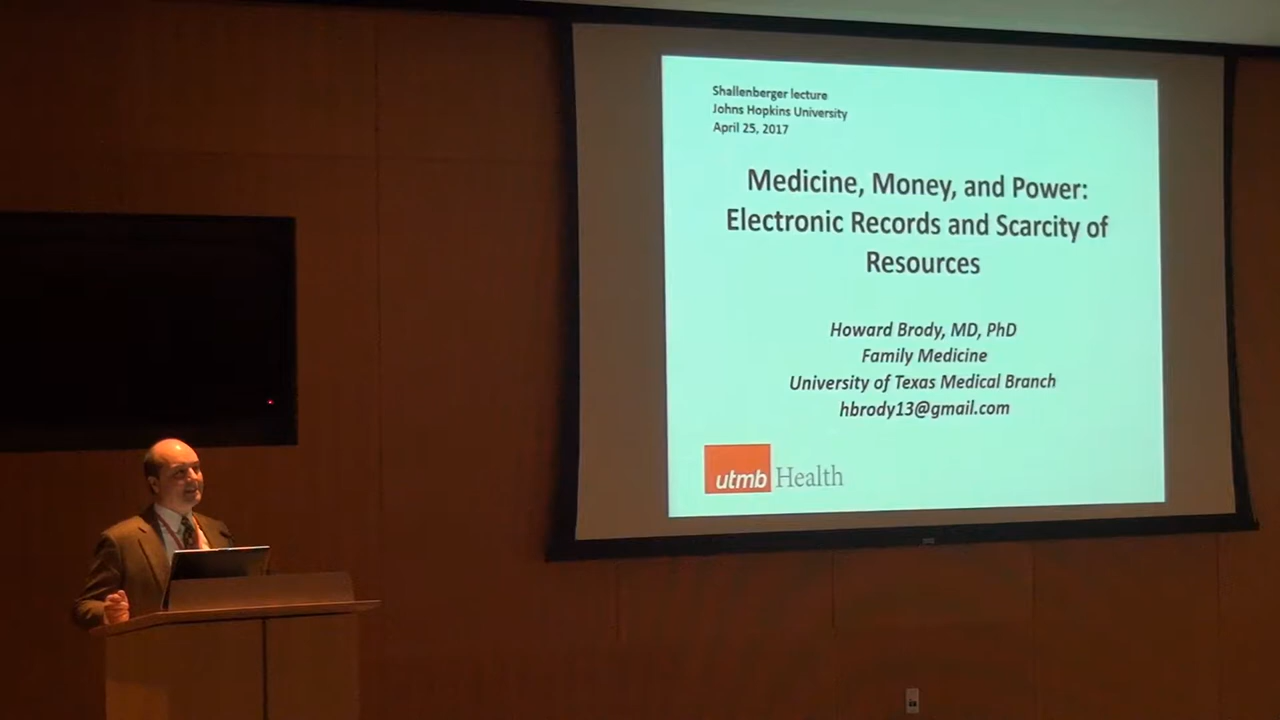 Shallenberger lecture
Johns Hopkins University
April 25, 2017
Medicine, Money, and Power:
Electronic Records and Scarcity of
Resources
Howard Brody, MD, PhD
Family Medicine
University of Texas Medical Branch
hbrody13@gmail.com
utmb Health